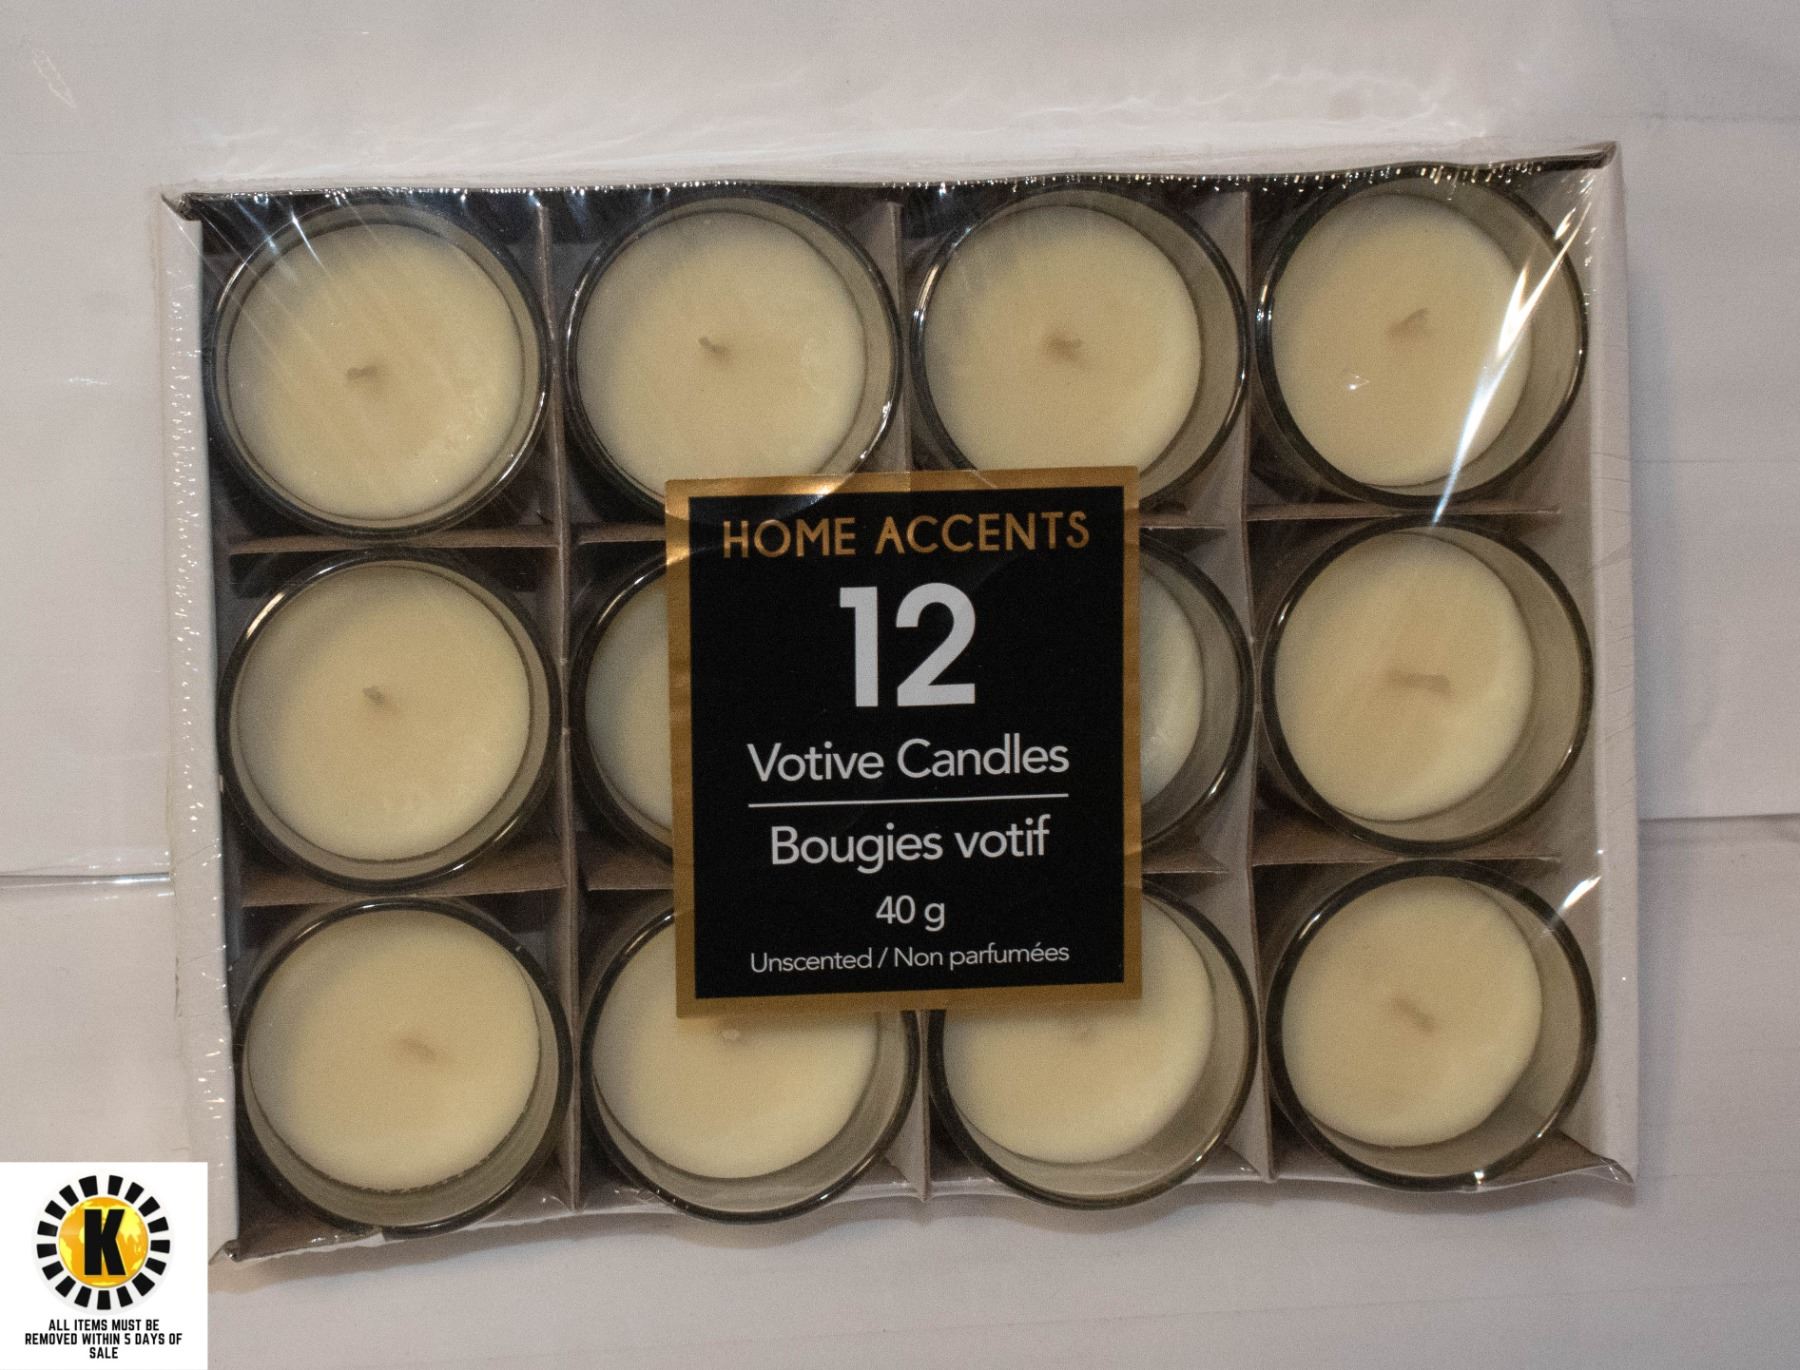 HOME ACCENTS
12
Votive Candles
Bougies votif
40 g
Unscented / Non parfumées
K
ALL ITEMS MUST BE
REMOVED WITHIN 5 DAYS OF
SALE